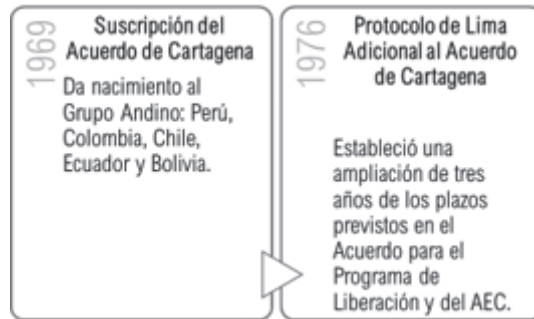 1969
Suscripción del
Acuerdo de Cartagena
Da nacimiento al
Grupo Andino: Perú,
Colombia, Chile,
Ecuador y Bolivia.
1976
Protocolo de Lima
Adicional al Acuerdo
de Cartagena
Estableció una
ampliación de tres
años de los plazos
previstos en el
Acuerdo para el
Programa de
Liberación y del AEC.